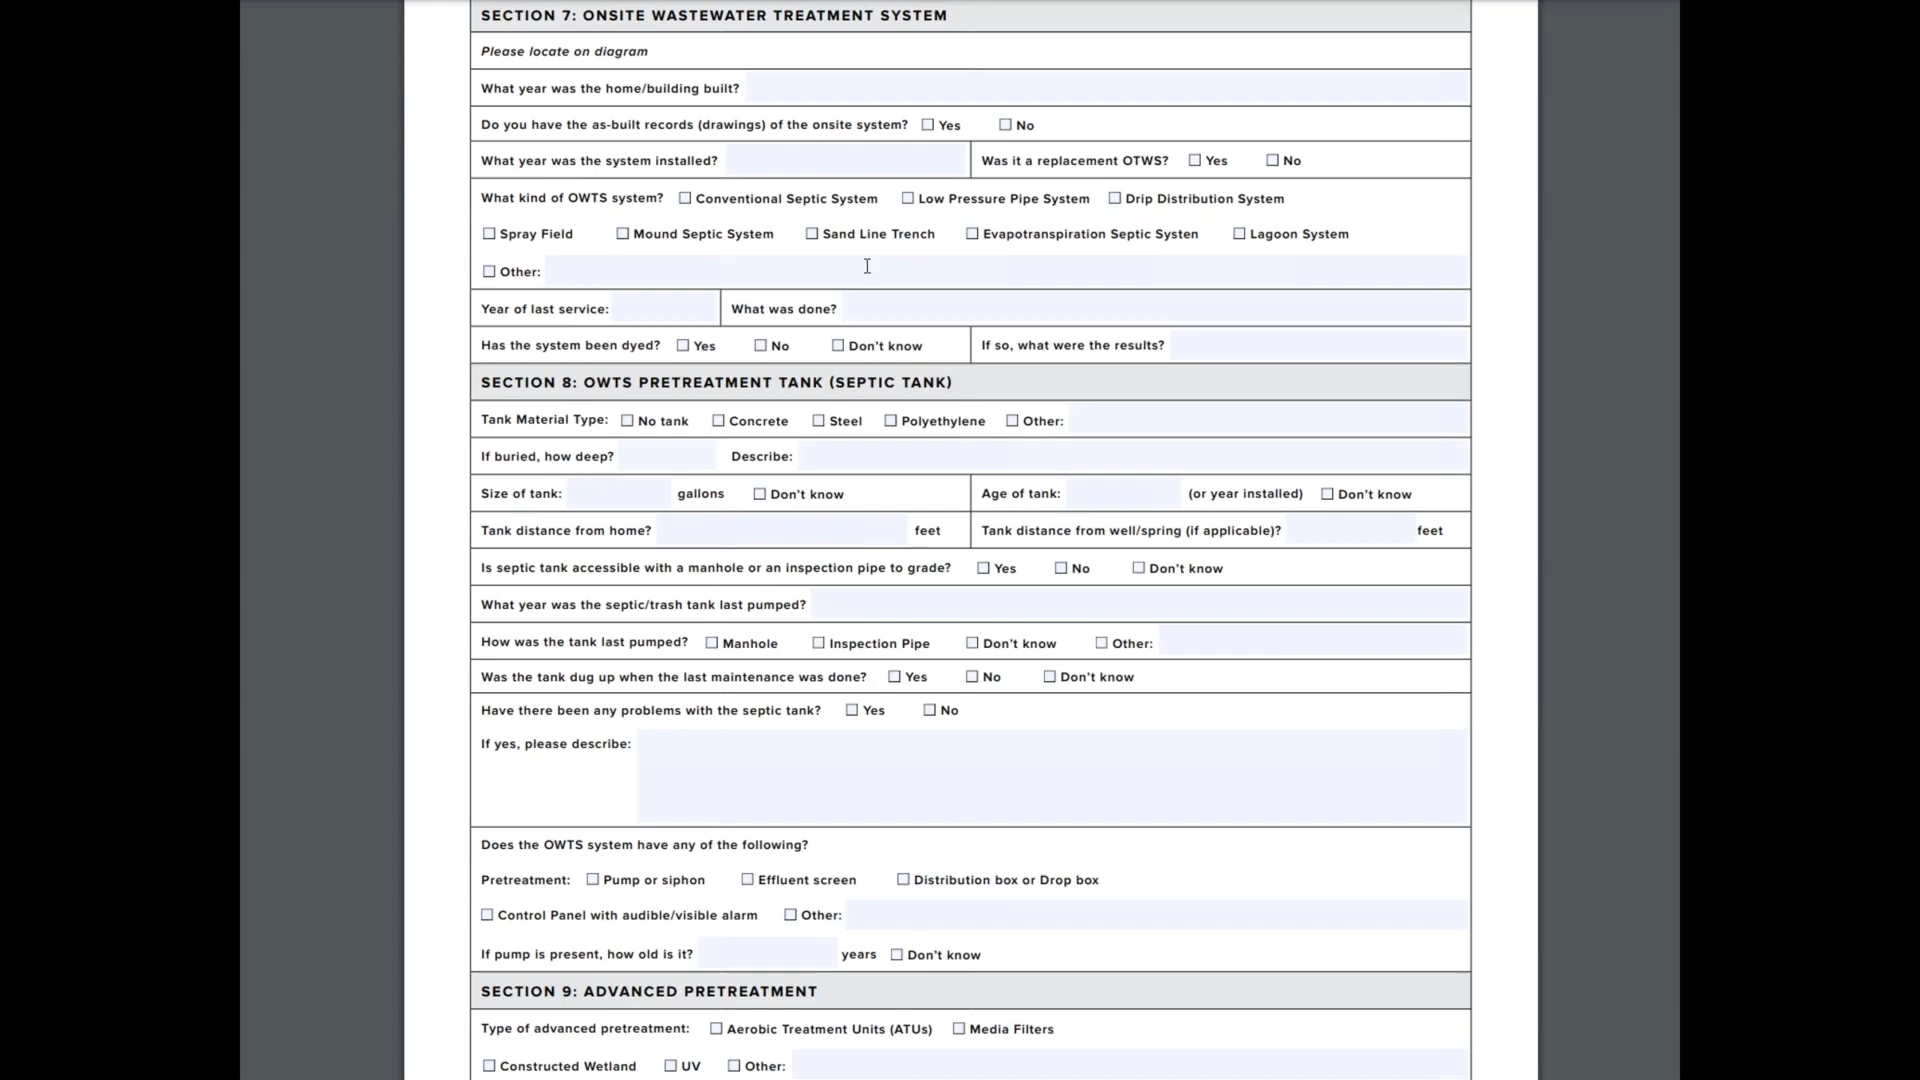 SECTION 7: ONSITE WASTEWATER TREATMENT SYSTEM
Please locate on diagram
What year was the home/building built?
Do you have the as-built records (drawings) of the onsite system? Yes No
What year was the system installed? Was it a replacement OTWS? Yes No
What kind of OWTS system? Conventional Septic System Low Pressure Pipe System Drip Distribution System
Spray Field Mound Septic System Sand Line Trench Evapotranspiration Septic Systen Lagoon System
Other:
Year of last service: What was done?
Has the system been dyed? Yes No Don't know If so, what were the results?
SECTION 8: OWTS PRETREATMENT TANK (SEPTIC TANK)
Tank Material Type: No tank Concrete Steel Polyethylene Other:
If buried, how deep? Describe:
Size of tank: gallons Don't know Age of tank: (or year installed) Don't know
Tank distance from home? feet Tank distance from well/spring (if applicable)? feet
Is septic tank accessible with a manhole or an inspection pipe to grade? Yes No Don't know
What year was the septic/trash tank last pumped?
How was the tank last pumped? Manhole Inspection Pipe Don't know Other:
Was the tank dug up when the last maintenance was done? Yes No Don't know
Have there been any problems with the septic tank? Yes No
If yes, please describe:
Does the OWTS system have any of the following?
Pretreatment: Pump or siphon Effluent screen Distribution box or Drop box
Control Panel with audible/visible alarm Other:
If pump is present, how old is it? years Don't know
SECTION 9: ADVANCED PRETREATMENT
Type of advanced pretreatment: Aerobic Treatment Units (ATUs) Media Filters
Constructed Wetland UV Other: